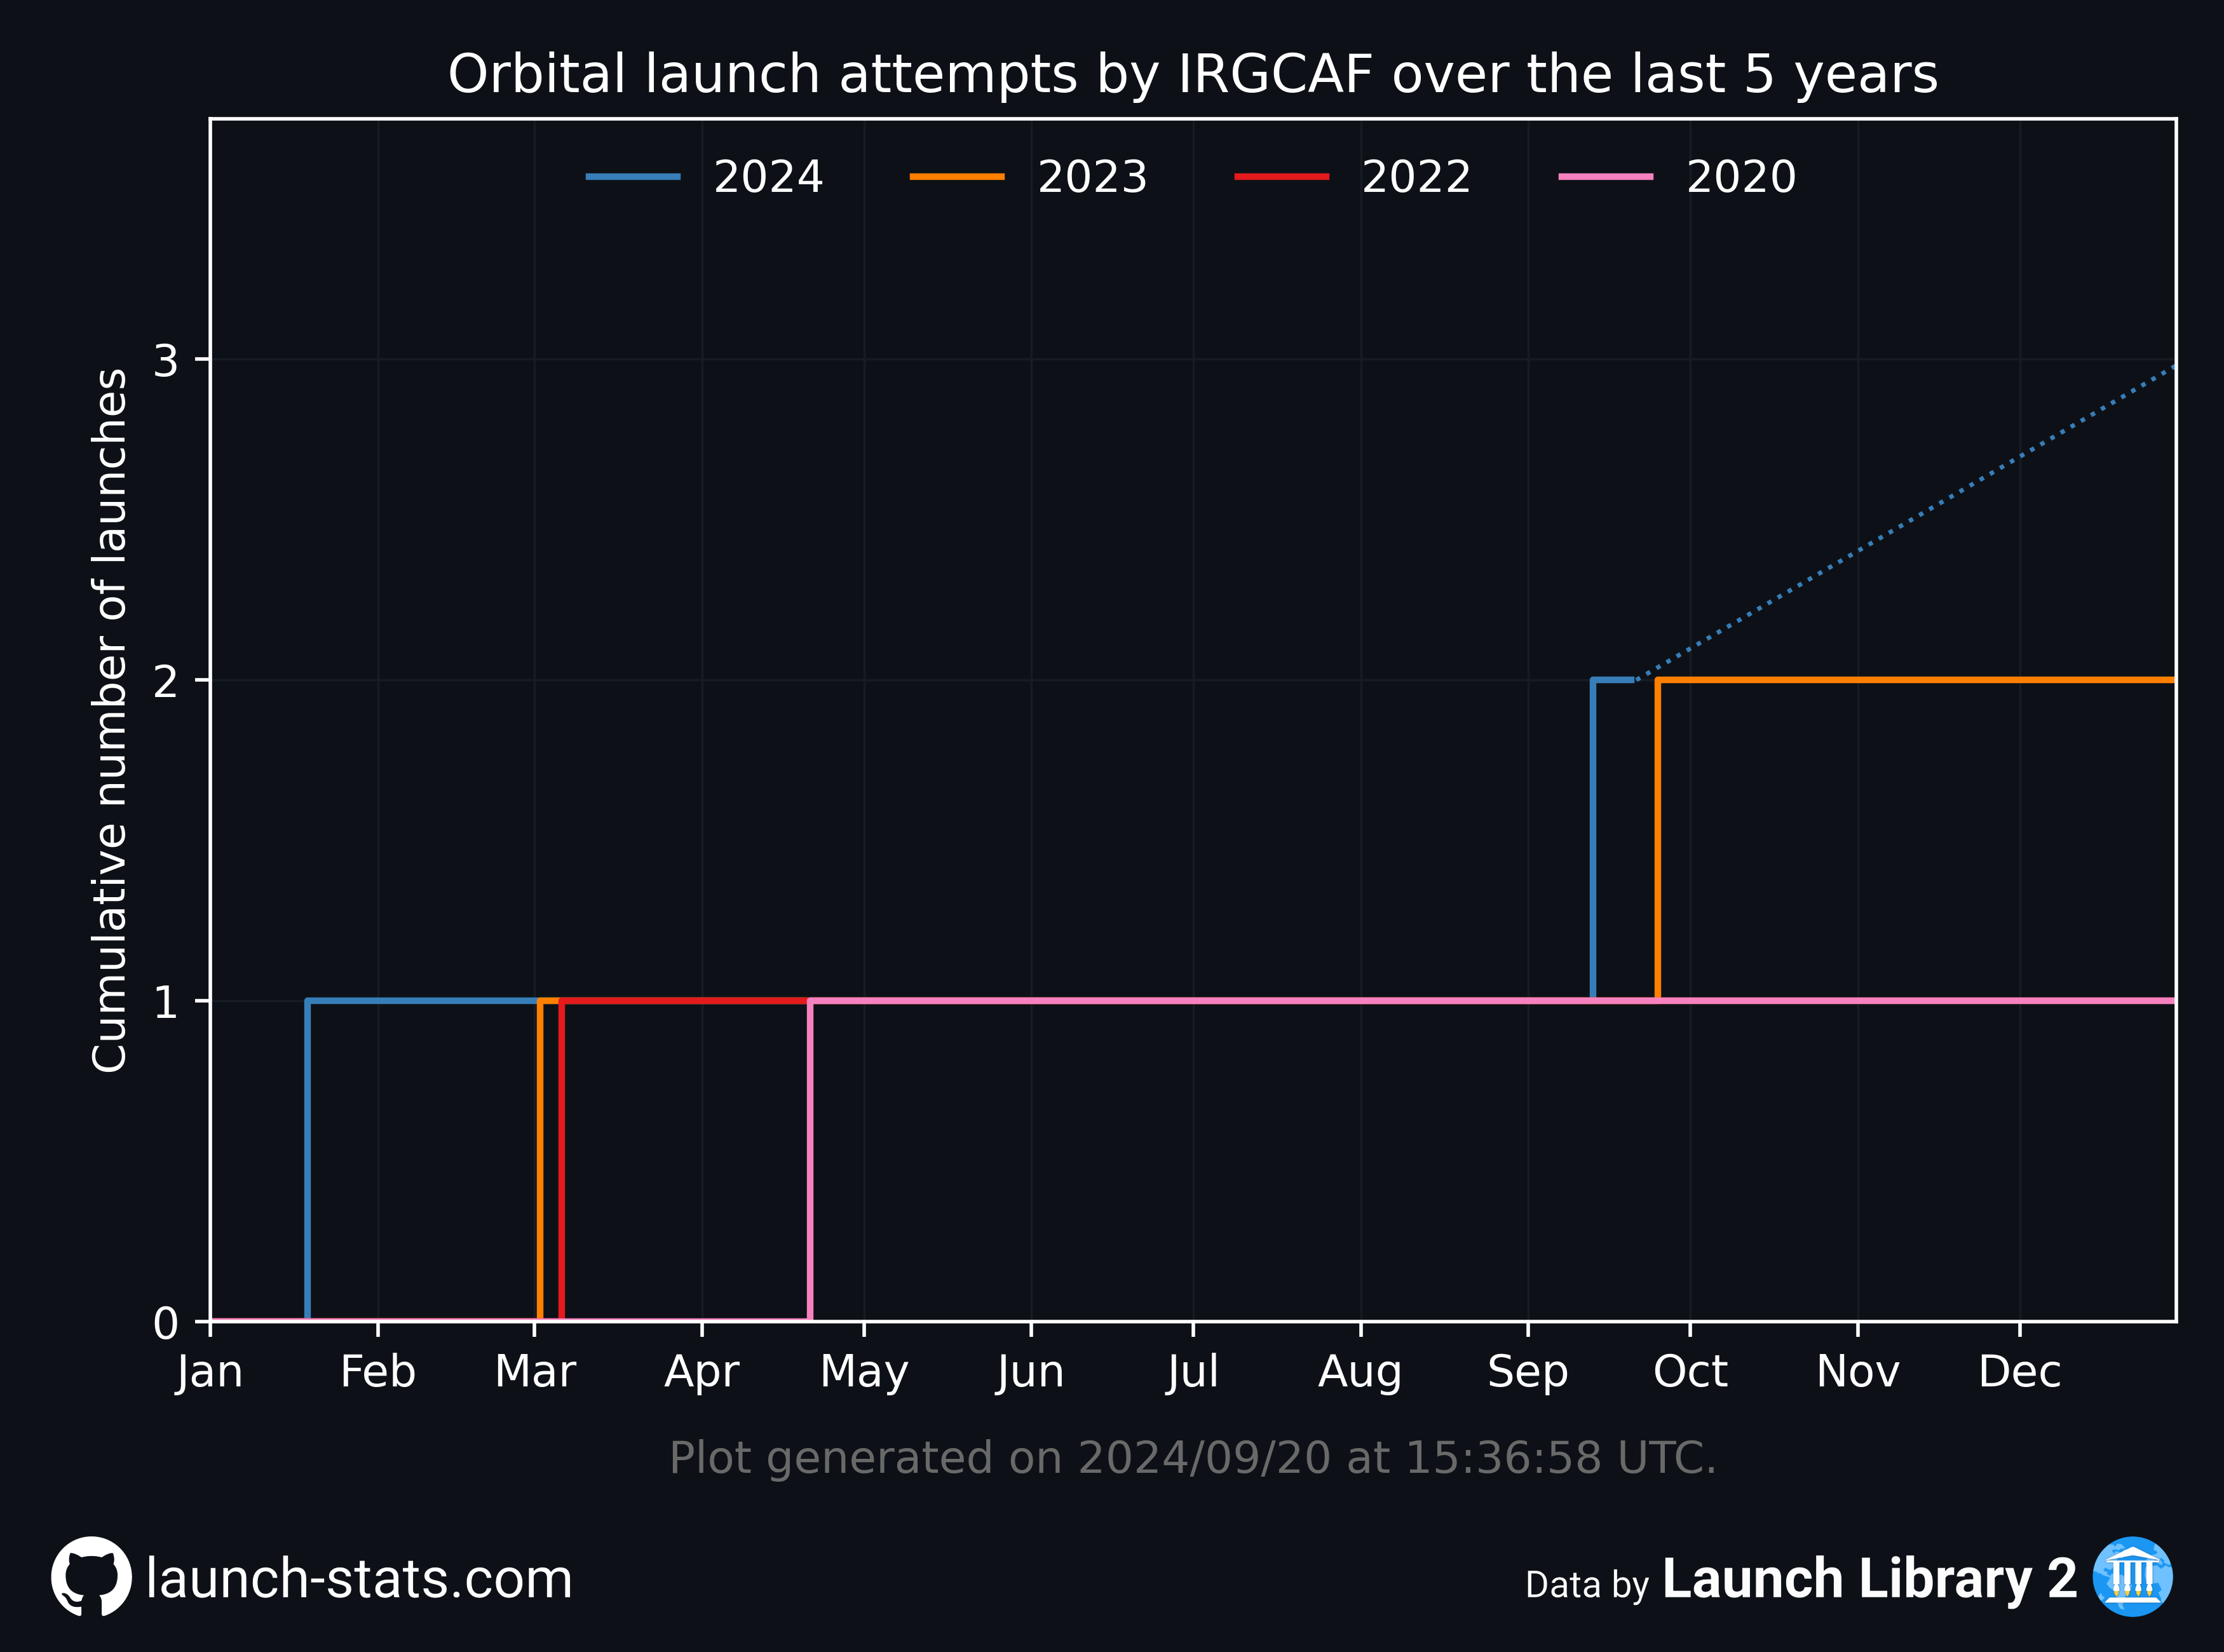 Orbital launch attempts by IRGCAF over the last 5 years
2024 2023 2022 2020
Cumulative number of launches
3
2
1
0
Jan Feb Mar Apr May Jun Jul Aug Sep Oct Nov Dec
Plot generated on 2024/09/20 at 15:36:58 UTC.
launch-stats.com
Data by Launch Library 2